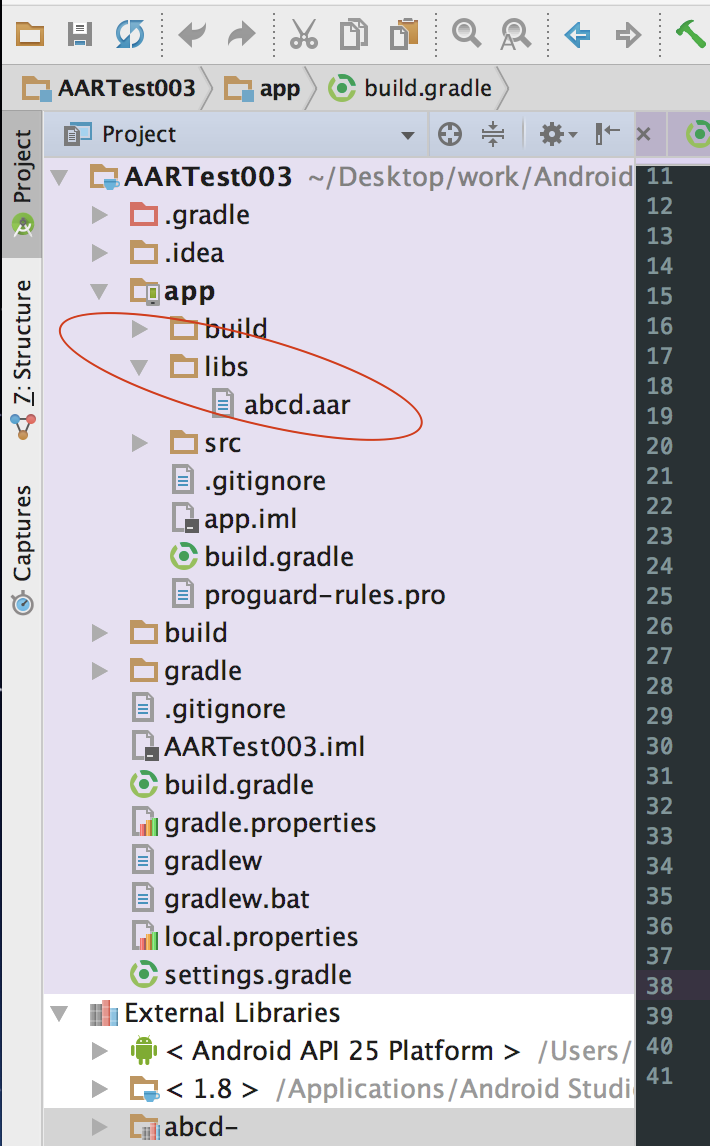 AARTest003 app build.gradle
Project
Project
Z: Structure
Captures
AARTest003 ~/Desktop/work/Android
.gradle
.idea
app
build
libs
abcd.aar
src
.gitignore
app.iml
build.gradle
proguard-rules.pro
build
gradle
.gitignore
AARTest003.iml
build.gradle
gradle.properties
gradlew
gradlew.bat
local.properties
settings.gradle
External Libraries
< Android API 25 Platform > /Users/
< 1.8 > /Applications/Android Studi
abcd-
11
12
13
14
15
16
17
18
19
20
21
22
23
24
25
26
27
28
29
30
31
32
33
34
35
36
37
38
39
40
41